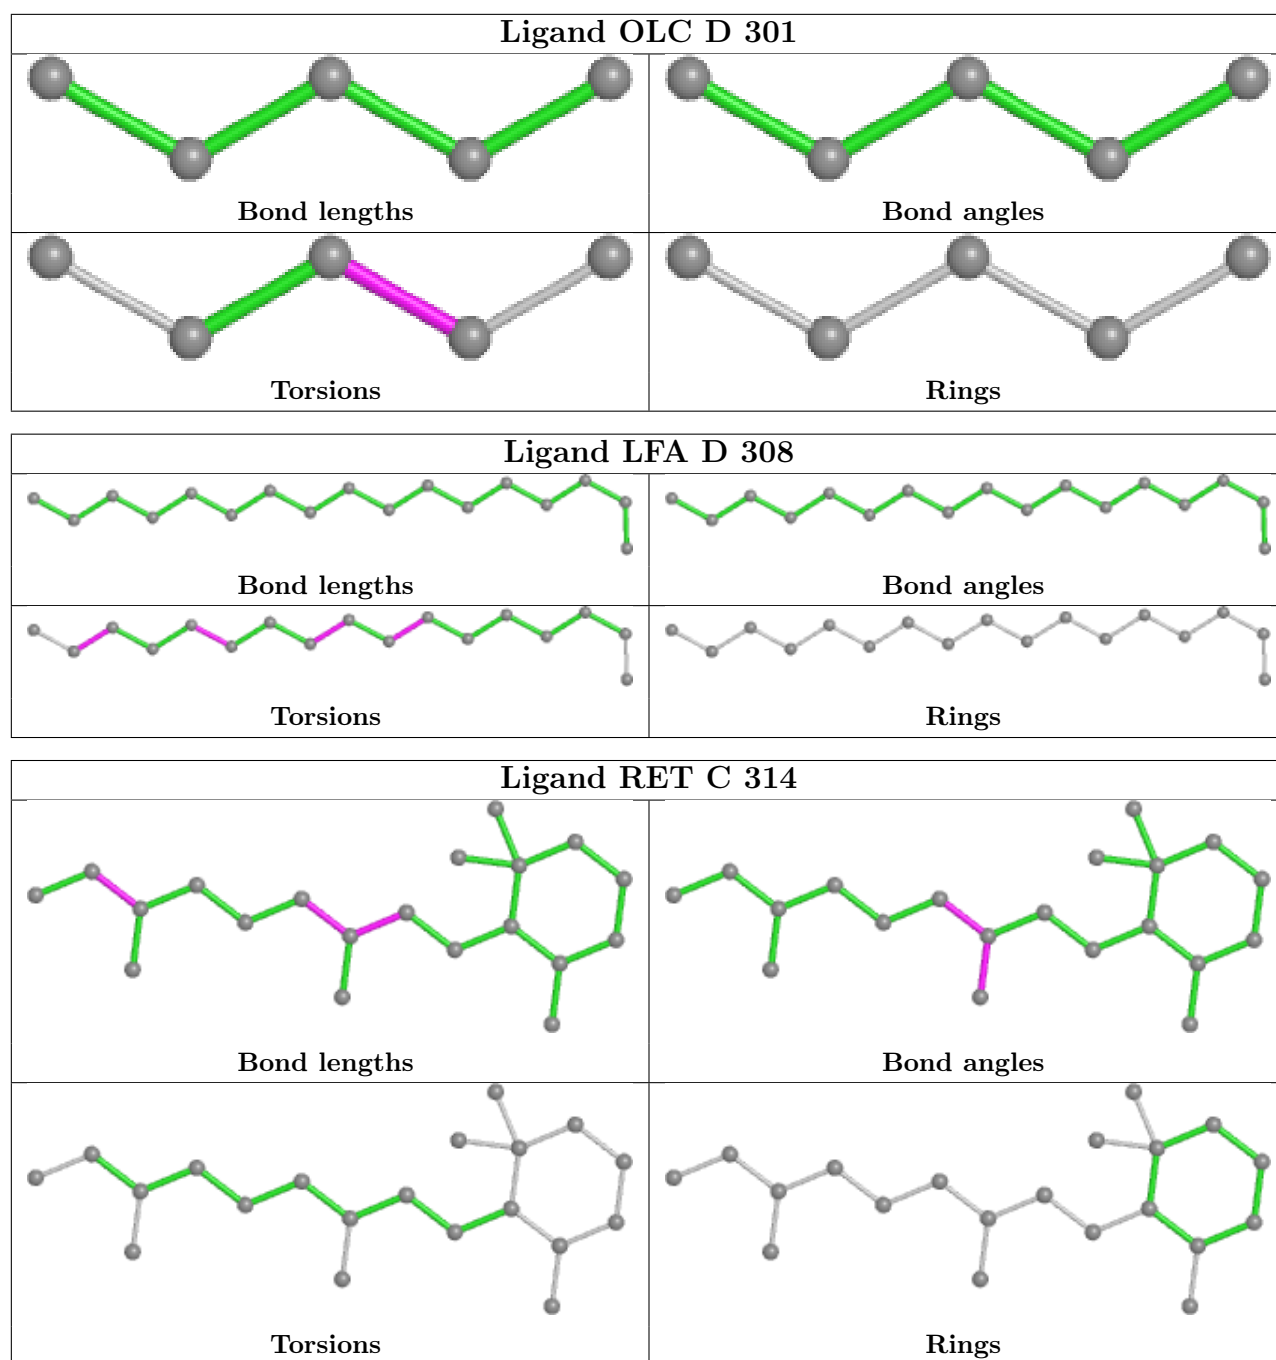 Ligand OLC D 301
Bond lengths
Bond angles
Torsions
Rings
Ligand LFA D 308
Bond lengths
Bond angles
Torsions
Rings
Ligand RET C 314
Bond lengths
Bond angles
Torsions
Rings